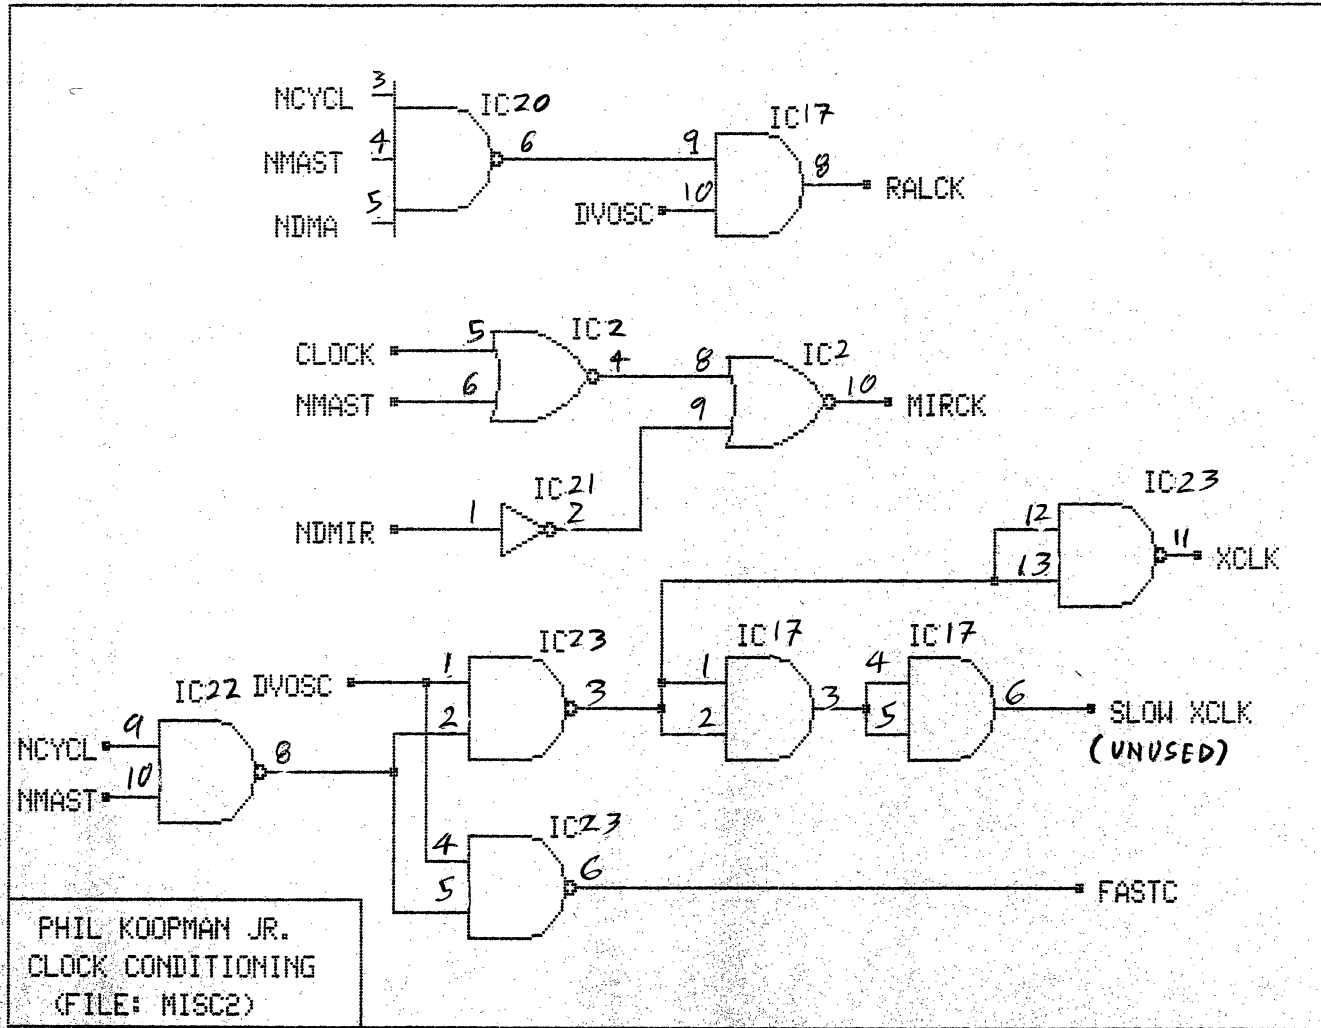 3
NCYCL
IC20
IC17
4
6
9
NMAST
8
10
RALCK
5
DVOSC
NDMA
5
IC2
IC2
CLOCK
4
8
6
10
NMAST
9
MIRCK
IC21
IC23
1
2
12
NDMIR
11
13
XCLK
IC23
IC17
IC17
1
1
4
IC22
DVOSC
3
3
6
9
2
2
5
SLOW XCLK
NCYCL
8
(UNUSED)
10
NMAST
IC23
4
6
5
FASTC
PHIL KOOPMAN JR.
CLOCK CONDITIONING
(FILE: MISC2)